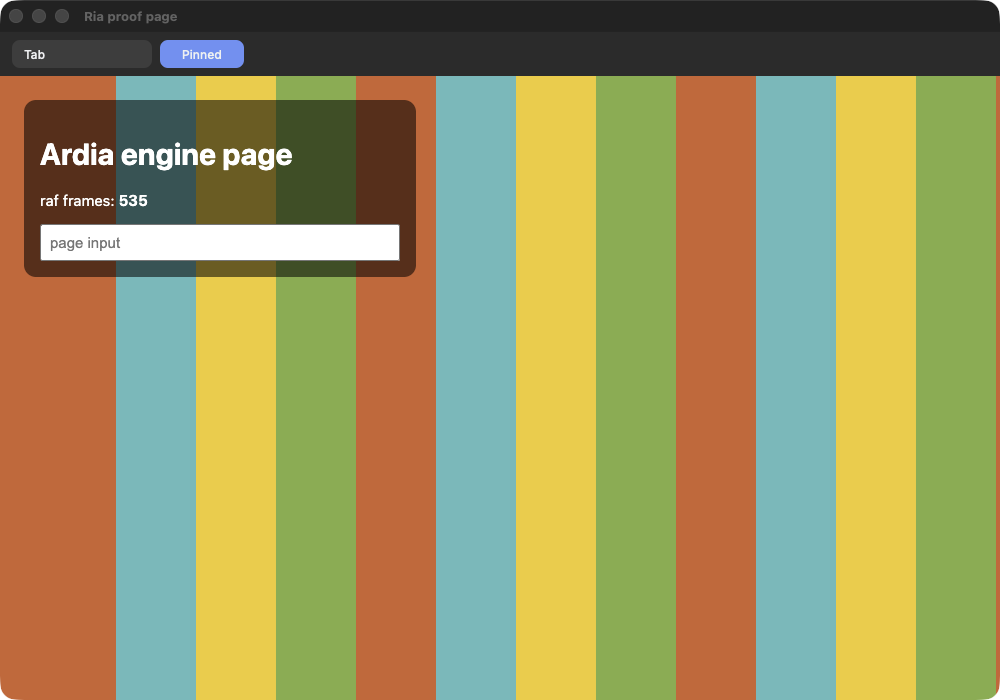 Ria proof page
Tab
Pinned
Ardia engine page
raf frames: 535
page input